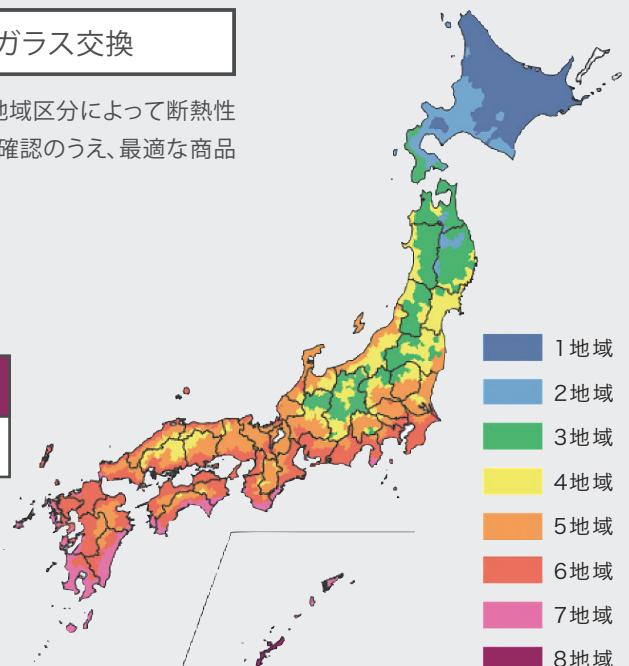 ガラス交換
地域区分によって断熱性
確認のうえ、最適な商品
1地域
2地域
3地域
4地域
5地域
6地域
7地域
8地域